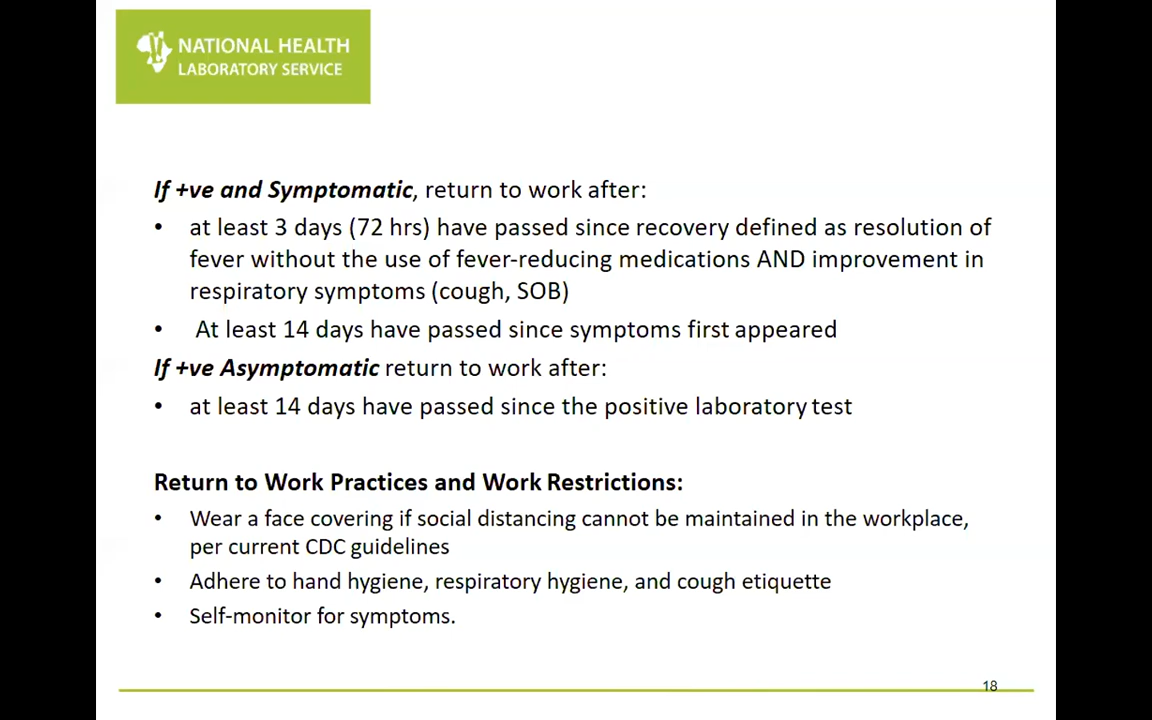 NATIONAL HEALTH
LABORATORY SERVICE
If +ve and Symptomatic, return to work after:
• at least 3 days (72 hrs) have passed since recovery defined as resolution of
fever without the use of fever-reducing medications AND improvement in
respiratory symptoms (cough, SOB)
• At least 14 days have passed since symptoms first appeared
If +ve Asymptomatic return to work after:
• at least 14 days have passed since the positive laboratory test
Return to Work Practices and Work Restrictions:
• Wear a face covering if social distancing cannot be maintained in the workplace,
per current CDC guidelines
• Adhere to hand hygiene, respiratory hygiene, and cough etiquette
• Self-monitor for symptoms.
18